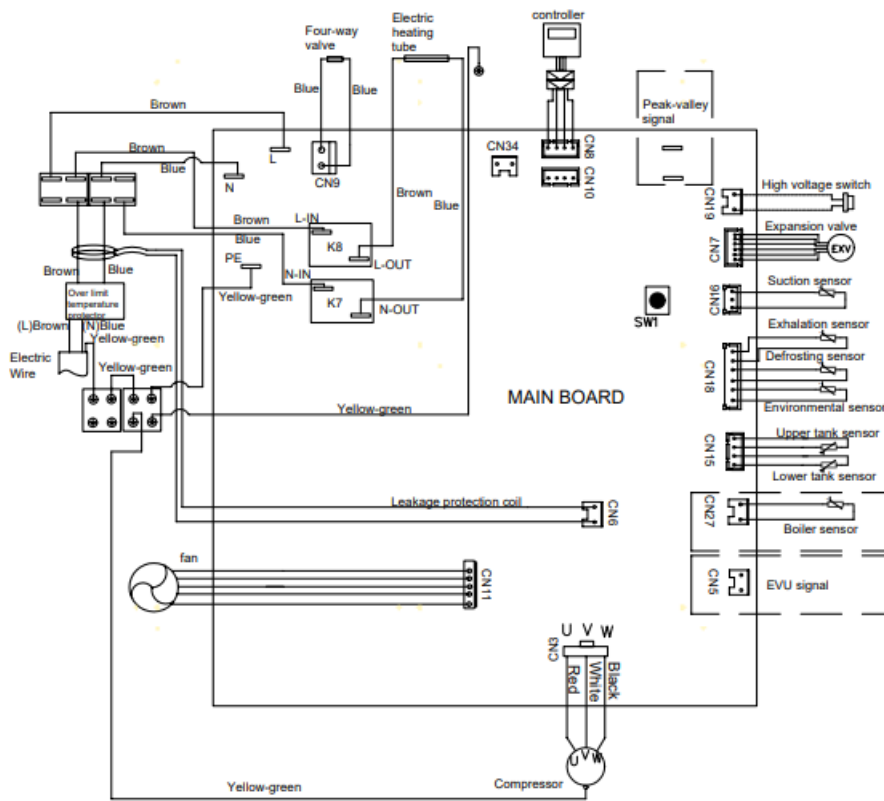 controller
Electric
heating
tube
Four-way
valve
Blue
Blue
Brown
Peak-valley
signal
L
CN34
CN8
Brown
Blue
N
CN9
CN10
CN19
High voltage switch
Brown
Blue
Expansion valve
CN7
EXV
Brown
L-IN
K8
Blue
L-OUT
PE
N-IN
K7
Yellow-green
N-OUT
Suction sensor
CN16
SW1
Brown
Blue
Over limit
temperature
protector
(L)Brown
(N)Blue
Yellow-green
Electric
Wire
Yellow-green
Exhalation sensor
Defrosting sensor
CN18
Environmental sensor
MAIN BOARD
Yellow-green
Upper tank sensor
CN15
Lower tank sensor
Leakage protection coil
CN6
CN27
Boiler sensor
fan
CN11
CN5
EVU signal
U V W
CN3
Red
White
Black
U V W
Compressor
Yellow-green